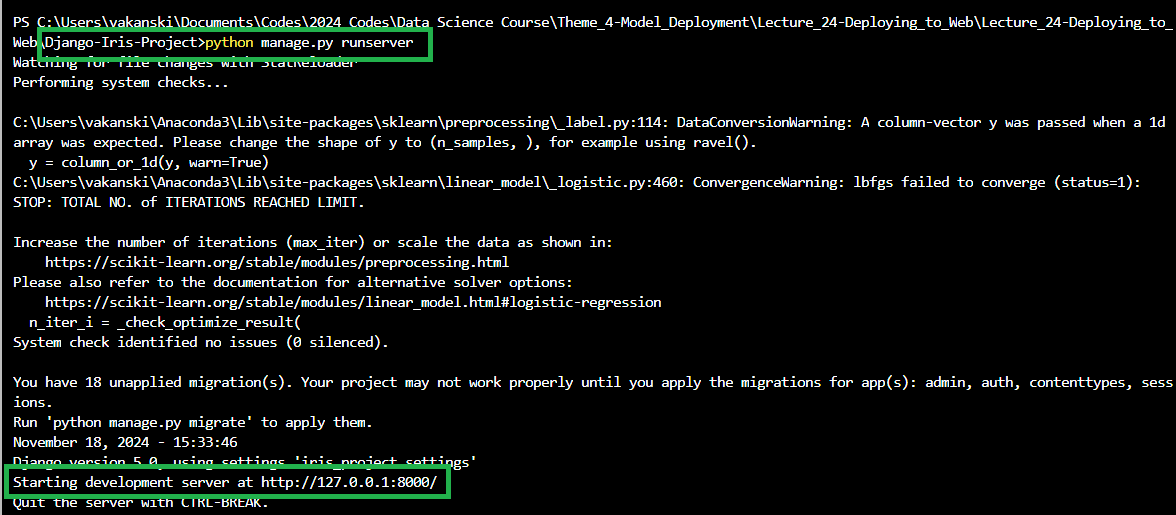 PS C:\Users\vakanski\Documents\Codes\2024 Codes\Data Science Course\Theme_4-Model_Deployment\Lecture_24-Deploying_to_Web\Lecture_24-Deploying_to_
Web\Django-Iris-Project>python manage.py runserver
Watching for file changes with StatReloader
Performing system checks...
C:\Users\vakanski\Anaconda3\Lib\site-packages\sklearn\preprocessing\_label.py:114: DataConversionWarning: A column-vector y was passed when a 1d
array was expected. Please change the shape of y to (n_samples, ), for example using ravel().
y = column_or_1d(y, warn=True)
C:\Users\vakanski\Anaconda3\Lib\site-packages\sklearn\linear_model\_logistic.py:460: ConvergenceWarning: lbfgs failed to converge (status=1):
STOP: TOTAL NO. of ITERATIONS REACHED LIMIT.
Increase the number of iterations (max_iter) or scale the data as shown in:
https://scikit-learn.org/stable/modules/preprocessing.html
Please also refer to the documentation for alternative solver options:
https://scikit-learn.org/stable/modules/linear_model.html#logistic-regression
n_iter_i = _check_optimize_result(
System check identified no issues (0 silenced).
You have 18 unapplied migration(s). Your project may not work properly until you apply the migrations for app(s): admin, auth, contenttypes, sess
ions.
Run 'python manage.py migrate' to apply them.
November 18, 2024 - 15:33:46
Django version 5.0, using settings 'iris_project.settings'
Starting development server at http://127.0.0.1:8000/
Quit the server with CTRL-BREAK.